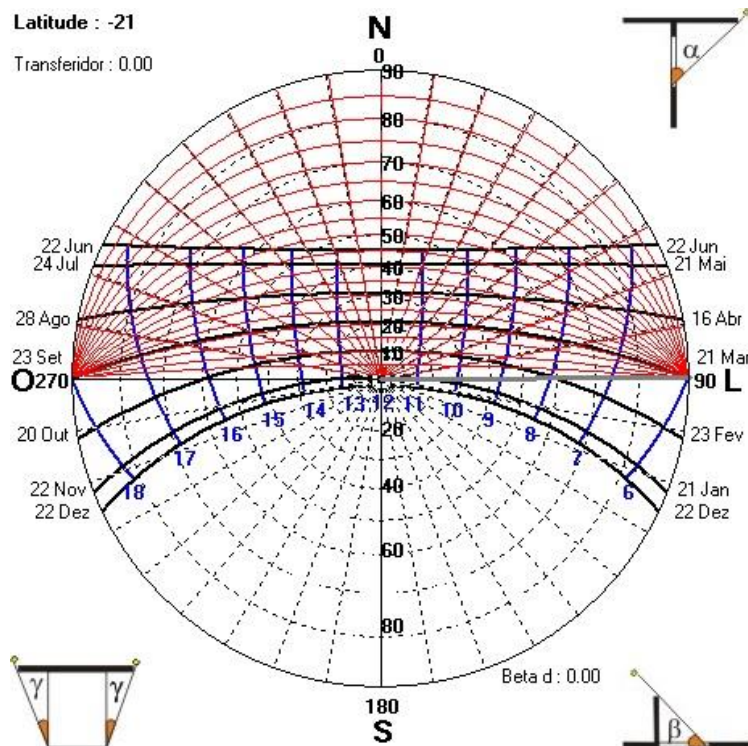 Latitude : -21
Transferidor : 0.00
N
0
90
80
70
60
50
40
30
20
10
22 Jun
24 Jul
28 Ago
23 Set
O 270
20 Out
22 Nov
22 Dez
22 Jun
21 Mai
16 Abr
21 Mar
90 L
23 Fev
21 Jan
22 Dez
18 17 16 15 14 13 12 11 10 9 8 7 6
20
40
60
80
180
S
Beta d : 0.00
α
γ γ
β